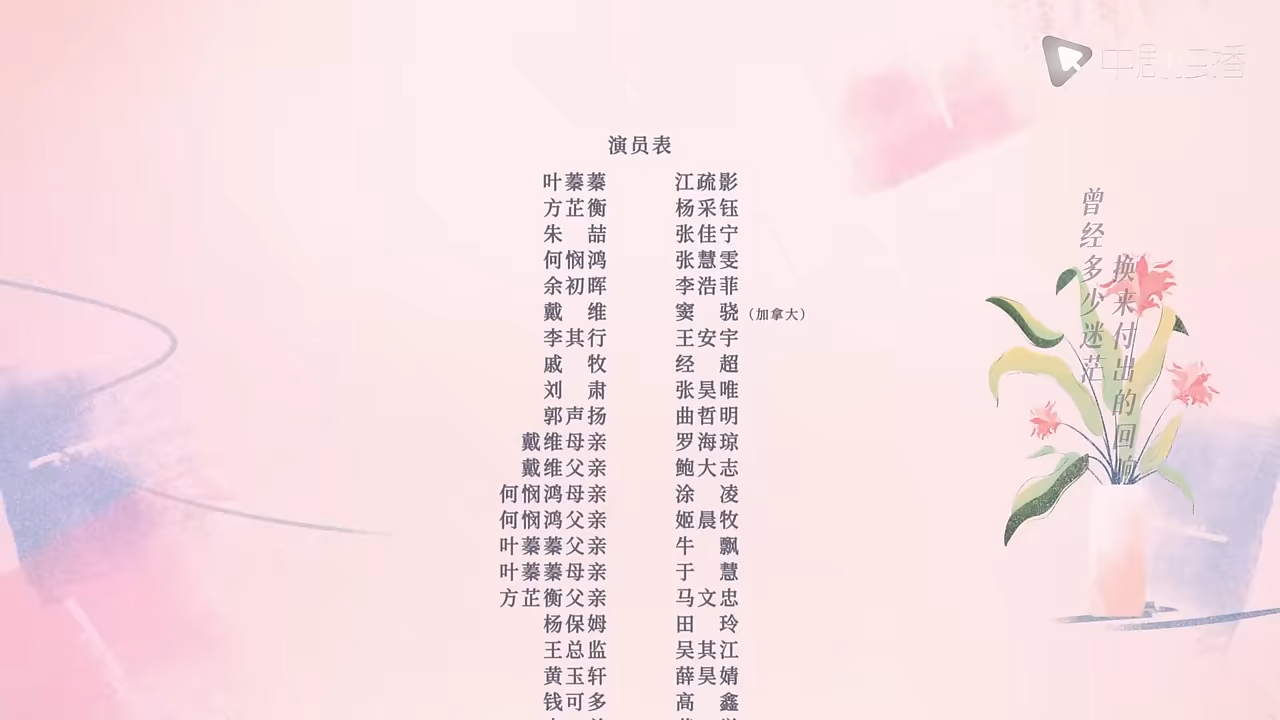 演员表
叶蓁蓁 江疏影
方芷衡 杨采钰
朱喆 张佳宁
何悯鸿 张慧雯
余初晖 李浩菲
戴维 窦骁(加拿大)
李其行 王安宇
戚牧 经超
刘肃 张昊唯
郭声扬 曲哲明
戴维母亲 罗海琼
戴维父亲 鲍大志
何悯鸿母亲 涂凌
何悯鸿父亲 姬晨牧
叶蓁蓁父亲 牛飘
叶蓁蓁母亲 于慧
方芷衡父亲 马文忠
杨保姆 田玲
王总监 吴其江
黄玉轩 薛昊婧
钱可多 高鑫
曾经多少迷茫
换来付出的回响